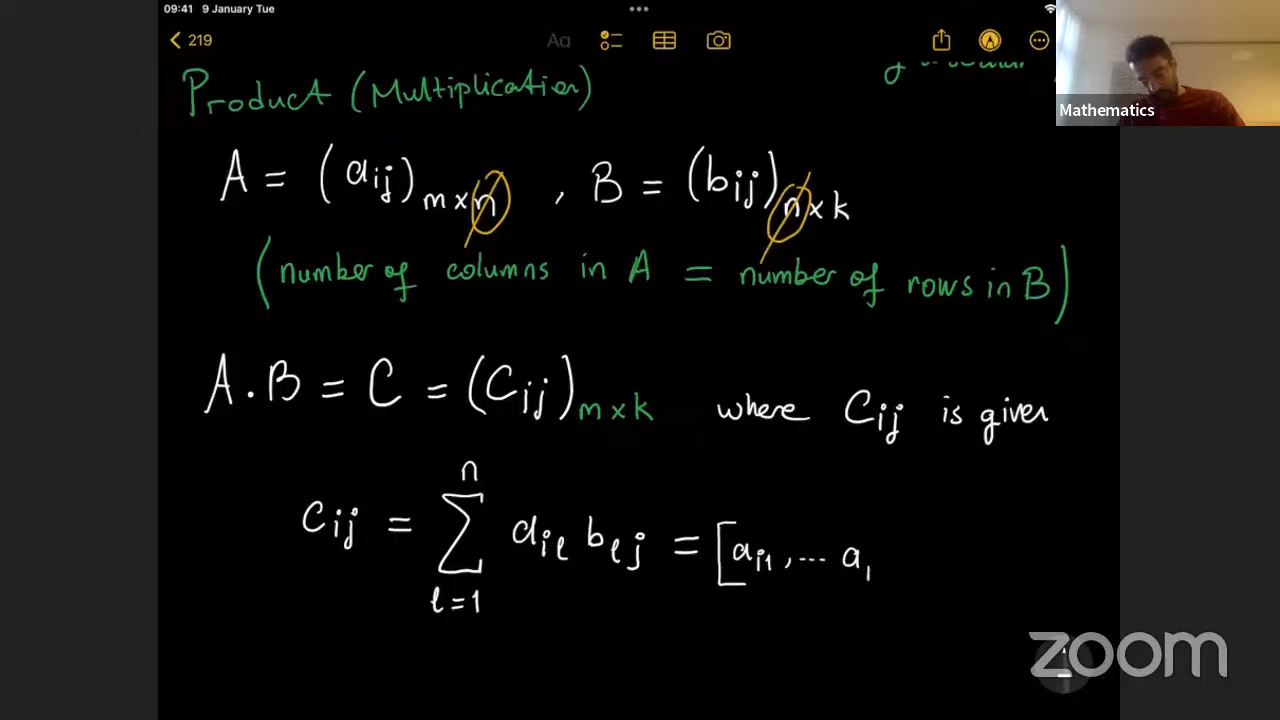 09:41 9 January Tue
219
Aa
Product (Multiplication)
Mathematics
A = (aij)m×n , B = (bij)n×k
(number of columns in A = number of rows in B)
A . B = C = (Cij)m×k where Cij is given
n
cij = ∑ aiℓ bℓj = [ai1, ... a
ℓ=1
zoom